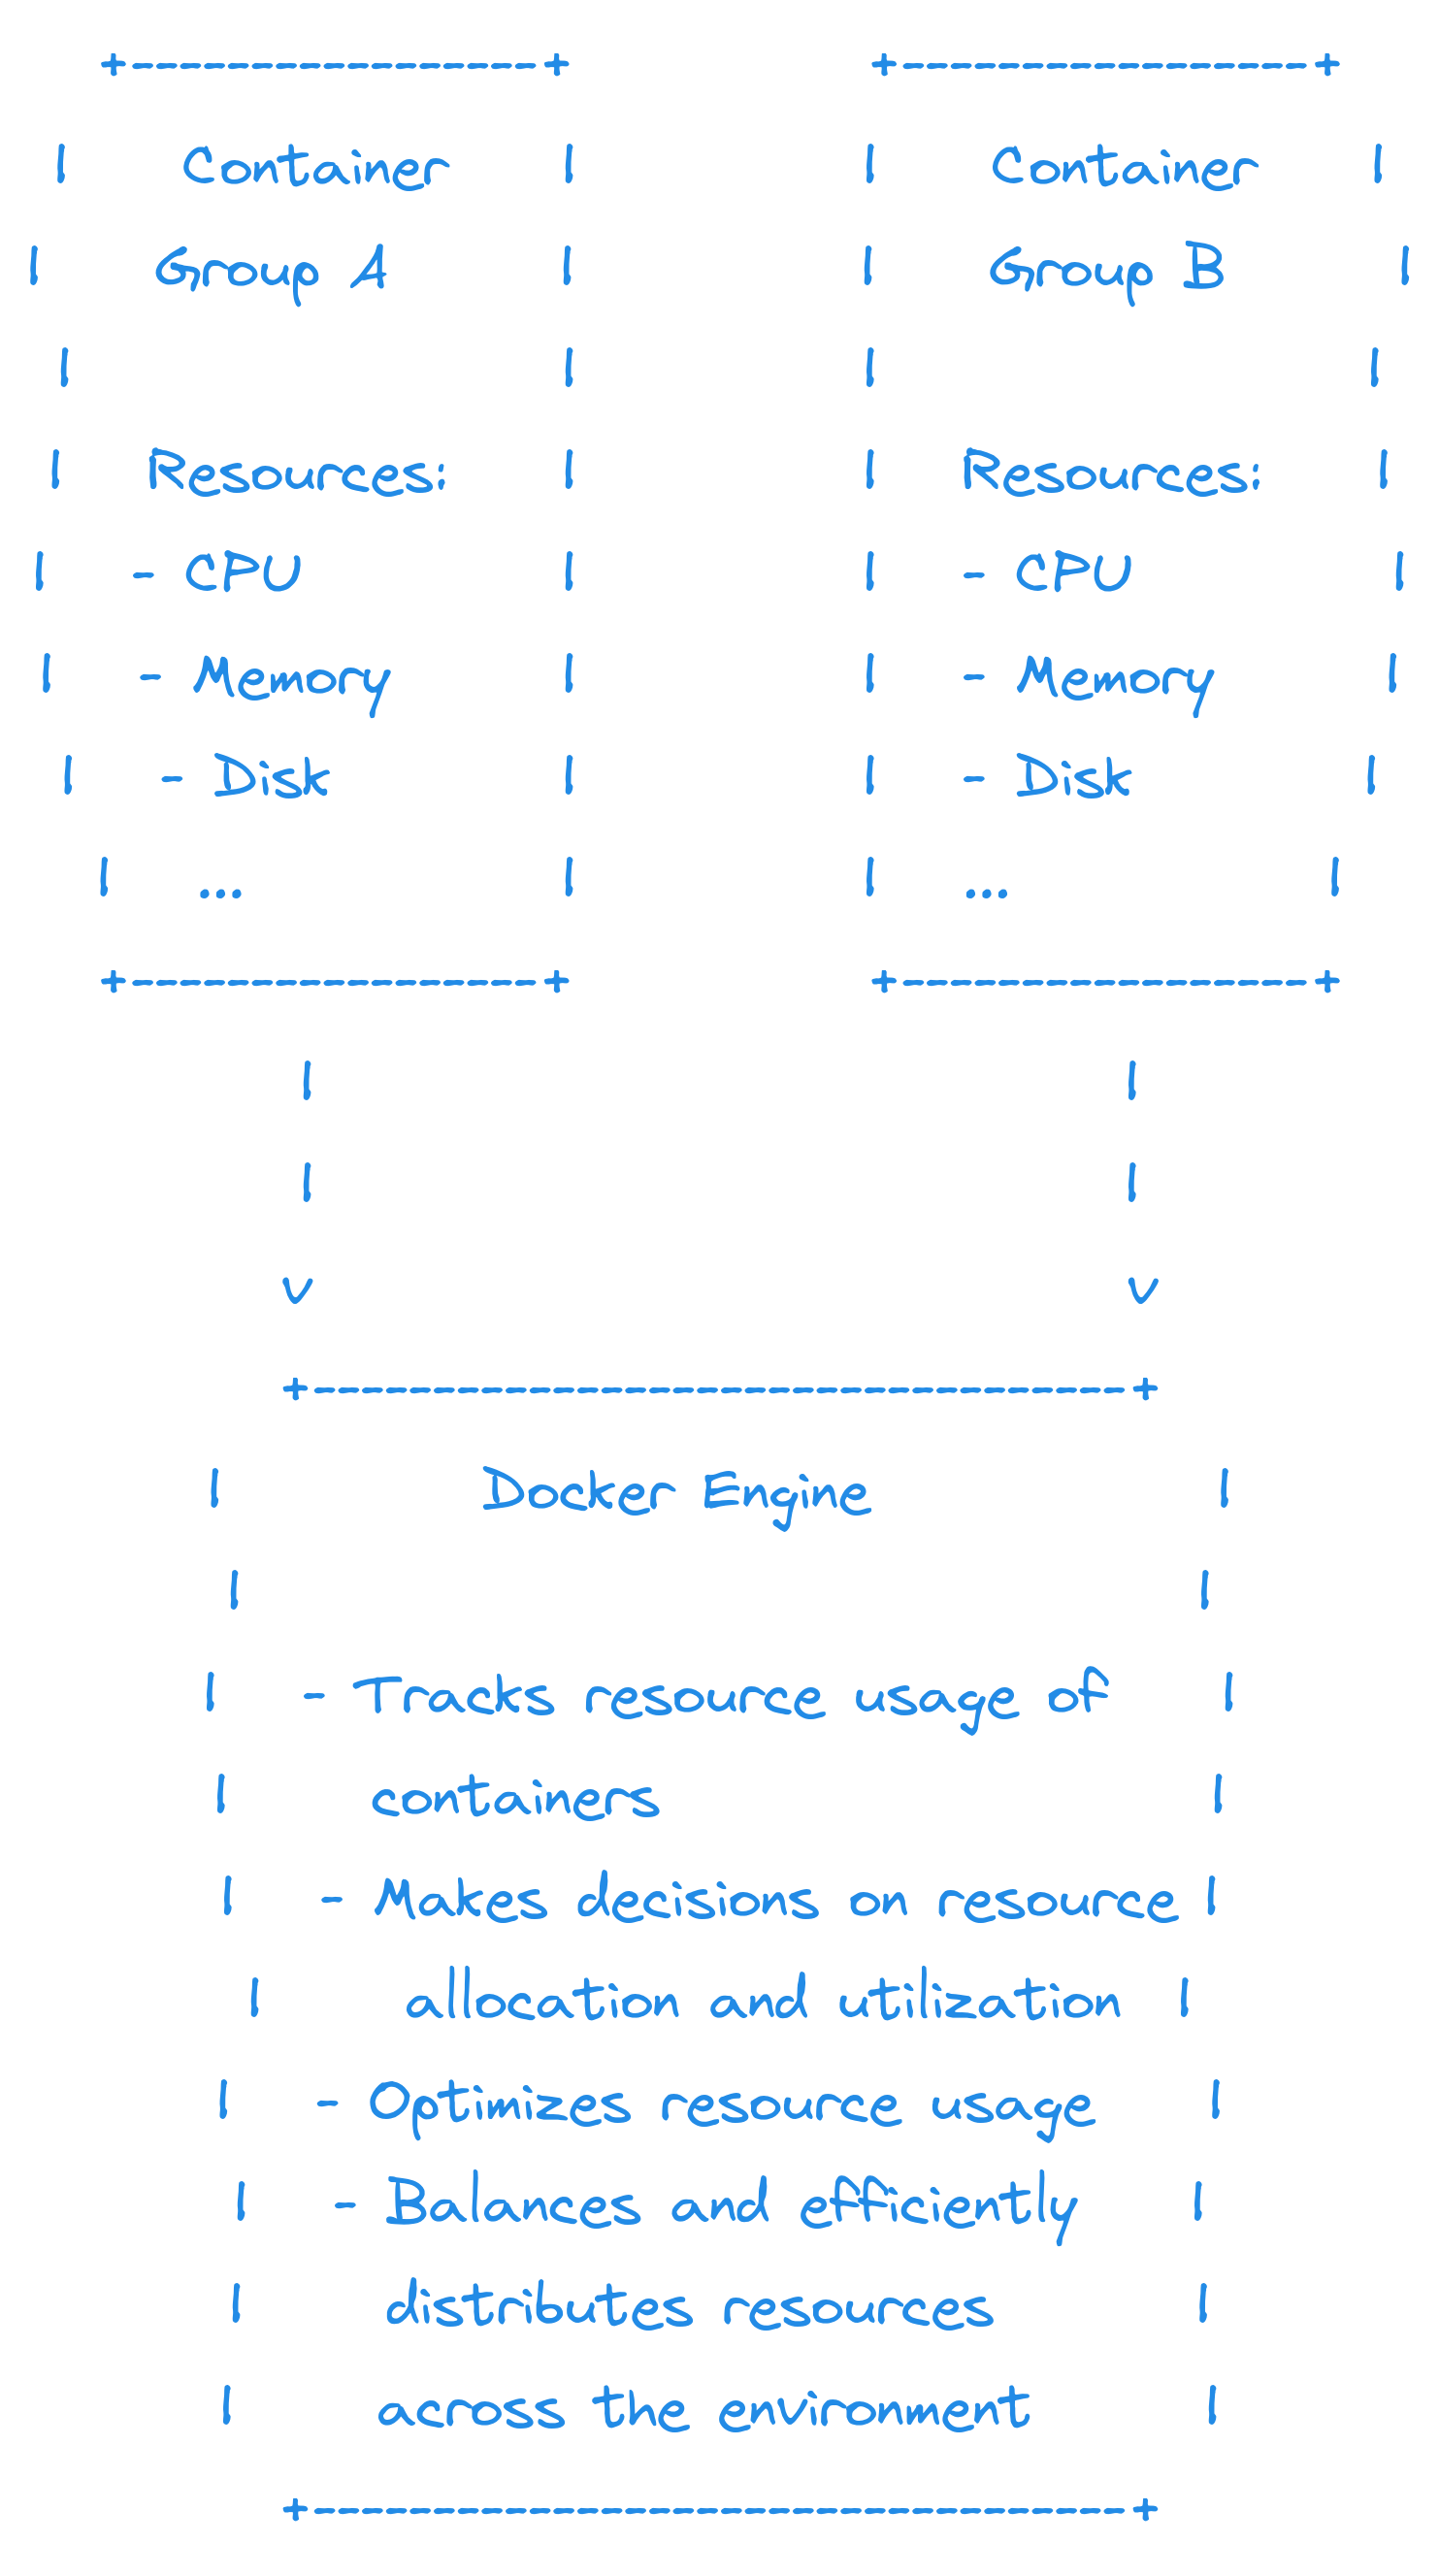 +-----------------+   +-----------------+
|   Container   |   |   Container   |
|   Group A   |   |   Group B   |
|   |   |   |
|   Resources:   |   |   Resources:   |
|   - CPU   |   |   - CPU   |
|   - Memory   |   |   - Memory   |
|   - Disk   |   |   - Disk   |
|   ...   |   |   ...   |
+-----------------+   +-----------------+
|   |
|   |
v   v
+----------------------------------+
|   Docker Engine   |
|   |
|   - Tracks resource usage of   |
|   containers   |
|   - Makes decisions on resource |
|   allocation and utilization   |
|   - Optimizes resource usage   |
|   - Balances and efficiently   |
|   distributes resources   |
|   across the environment   |
+----------------------------------+